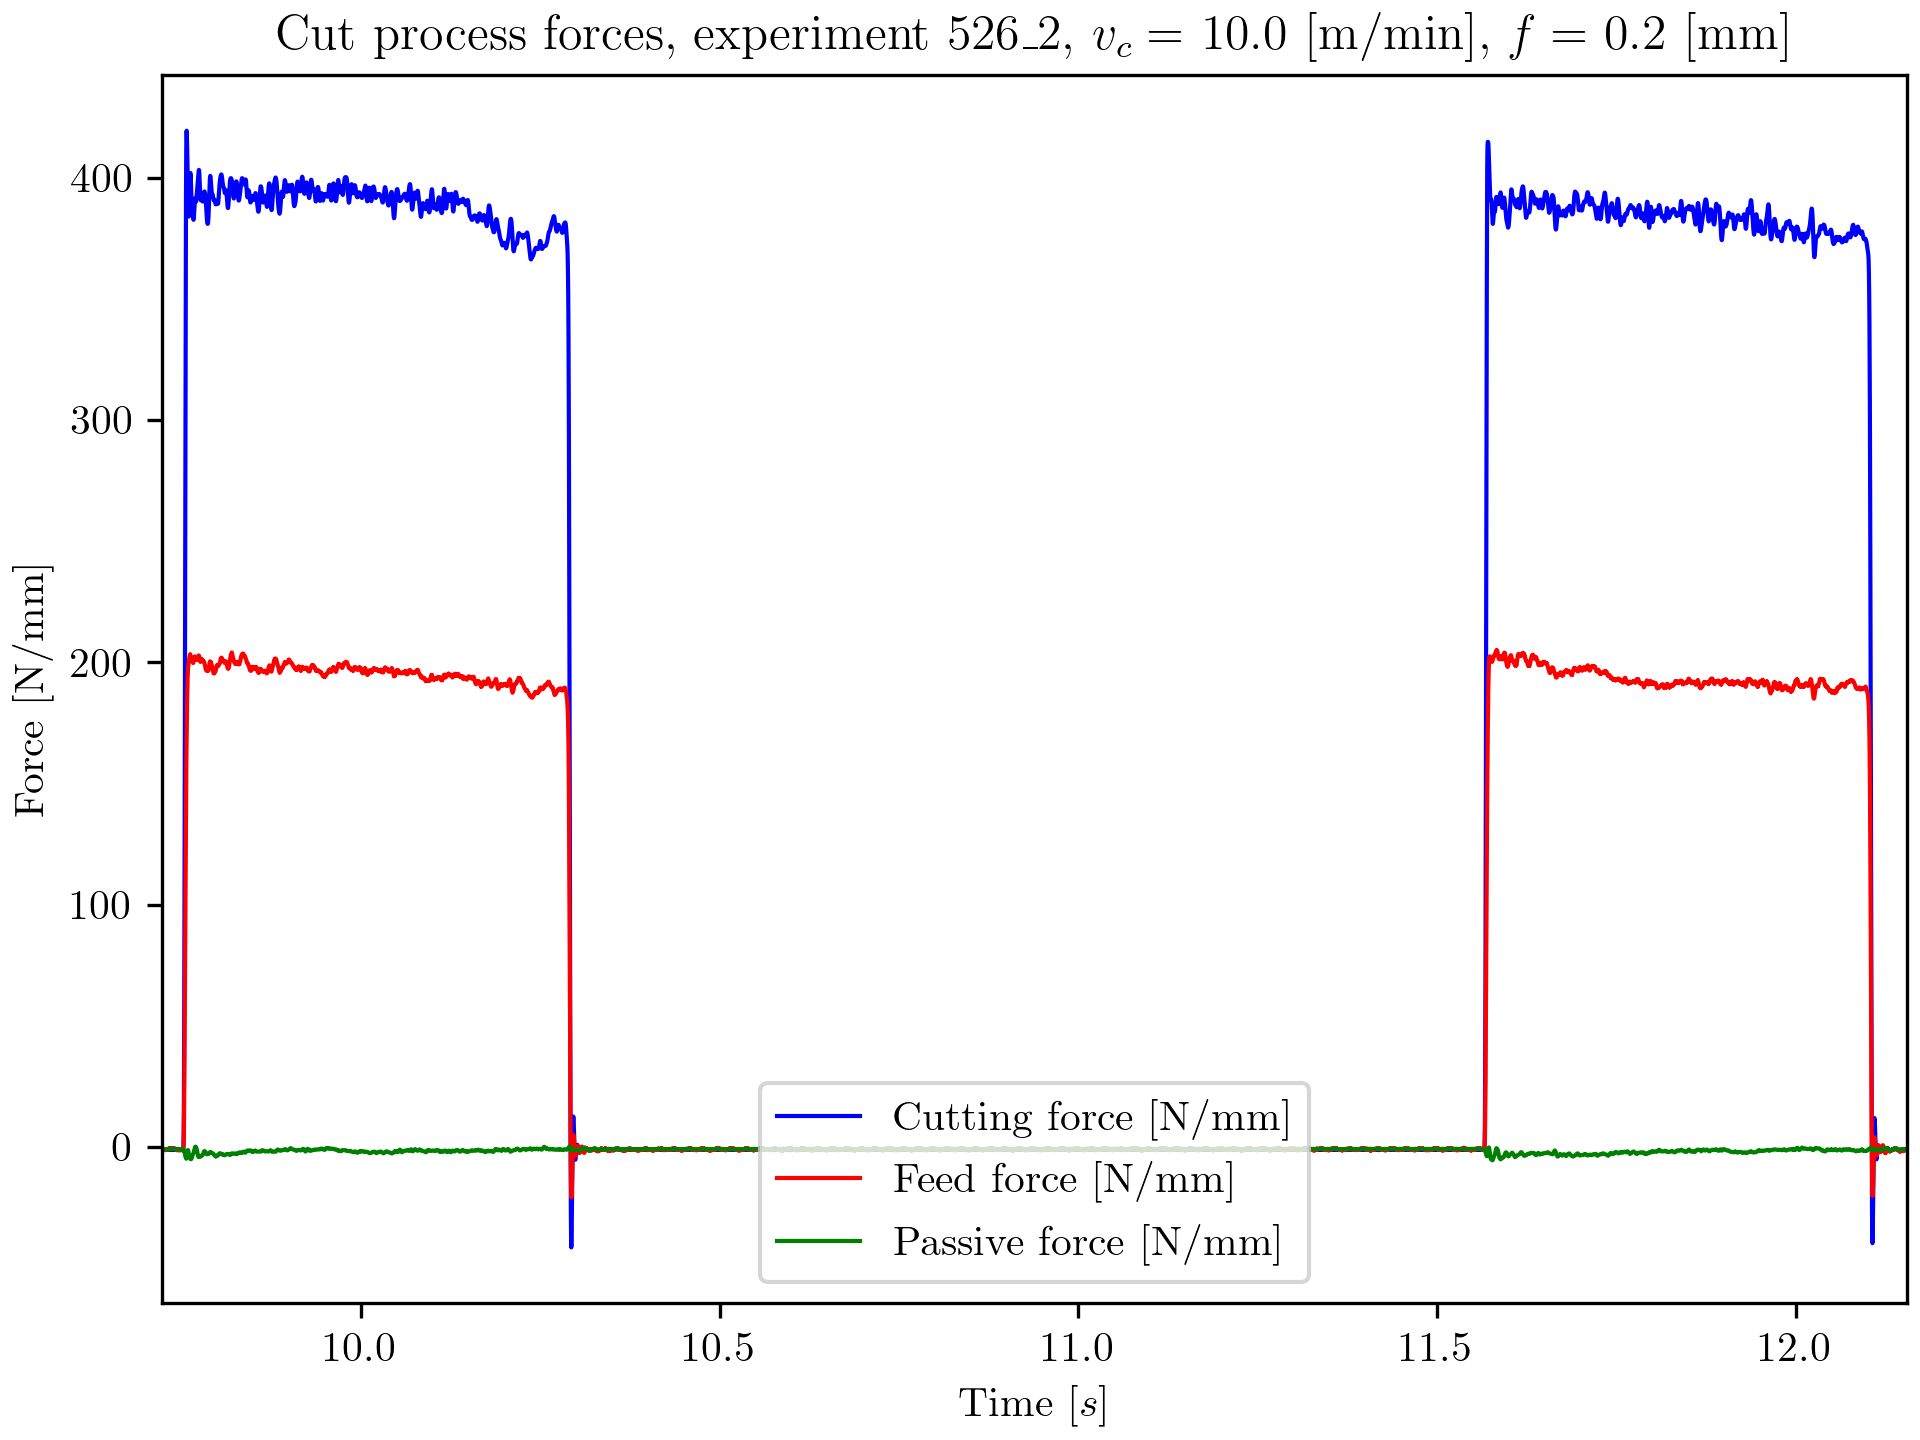 Cut process forces, experiment 526_2, v_c = 10.0 [m/min], f = 0.2 [mm]
Force [N/mm]
400
300
200
100
0
Cutting force [N/mm]
Feed force [N/mm]
Passive force [N/mm]
10.0 10.5 11.0 11.5 12.0
Time [s]